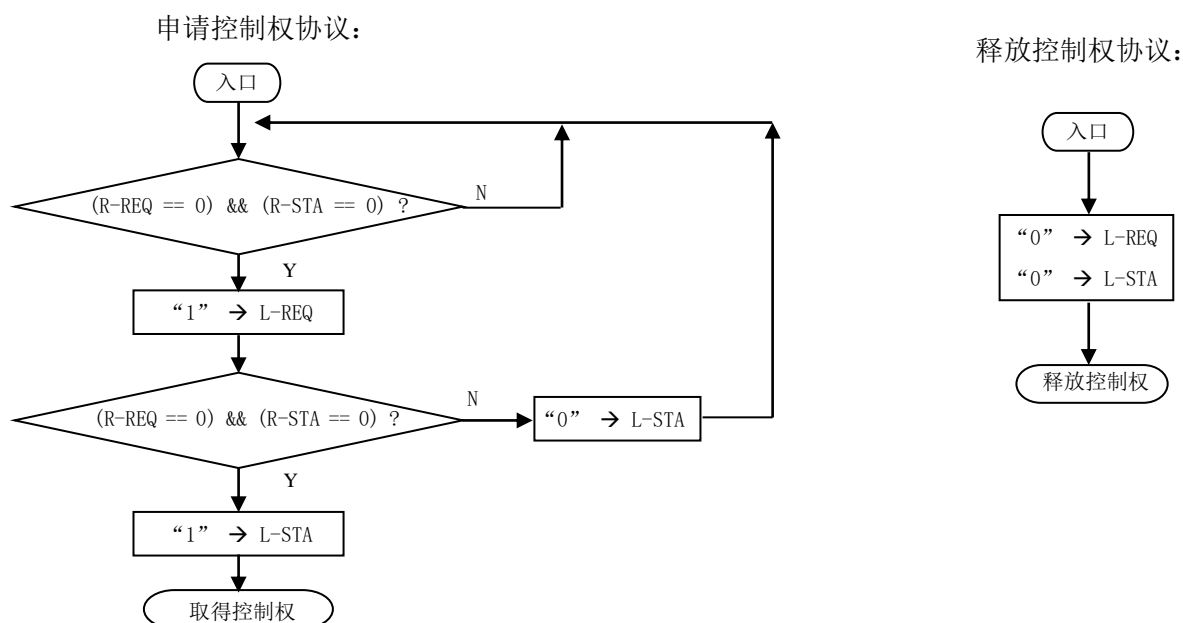 申请控制权协议：
入口
(R-REQ == 0) && (R-STA == 0) ?
N
Y
“1” → L-REQ
(R-REQ == 0) && (R-STA == 0) ?
N
“0” → L-STA
Y
“1” → L-STA
取得控制权
释放控制权协议：
入口
“0” → L-REQ
“0” → L-STA
释放控制权